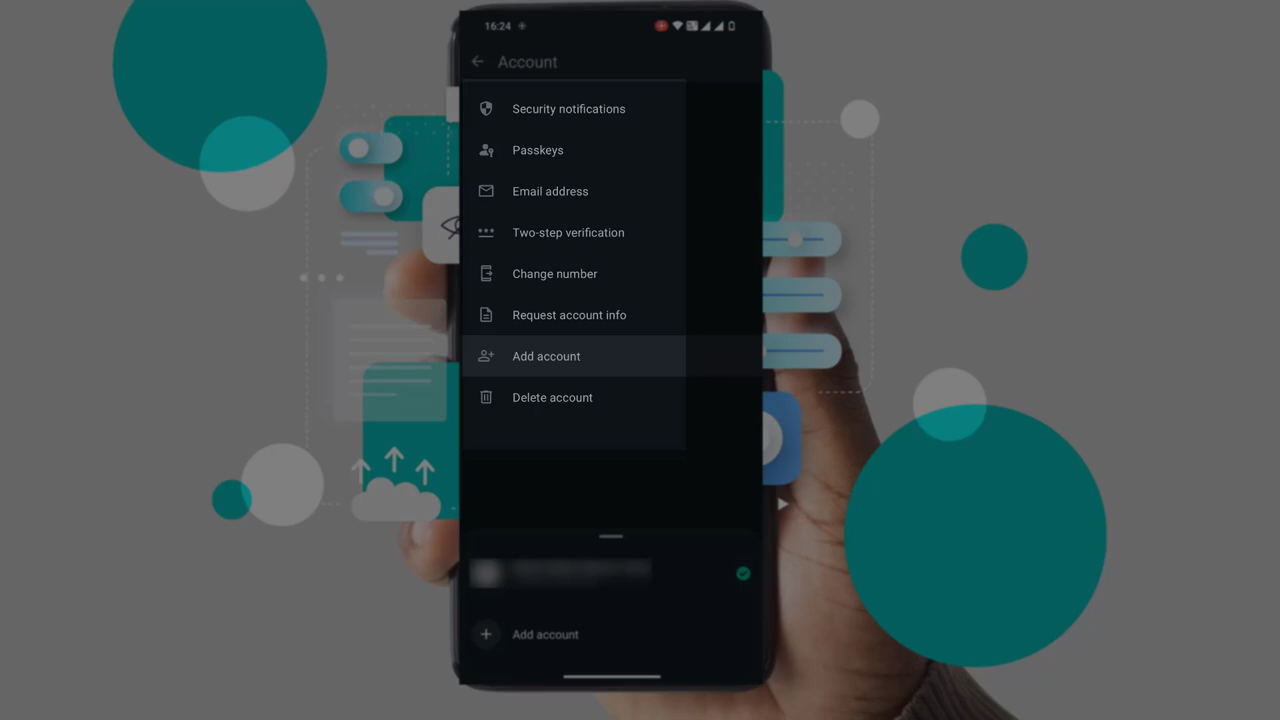 16:24
Account
Security notifications
Passkeys
Email address
Two-step verification
Change number
Request account info
Add account
Delete account
Add account